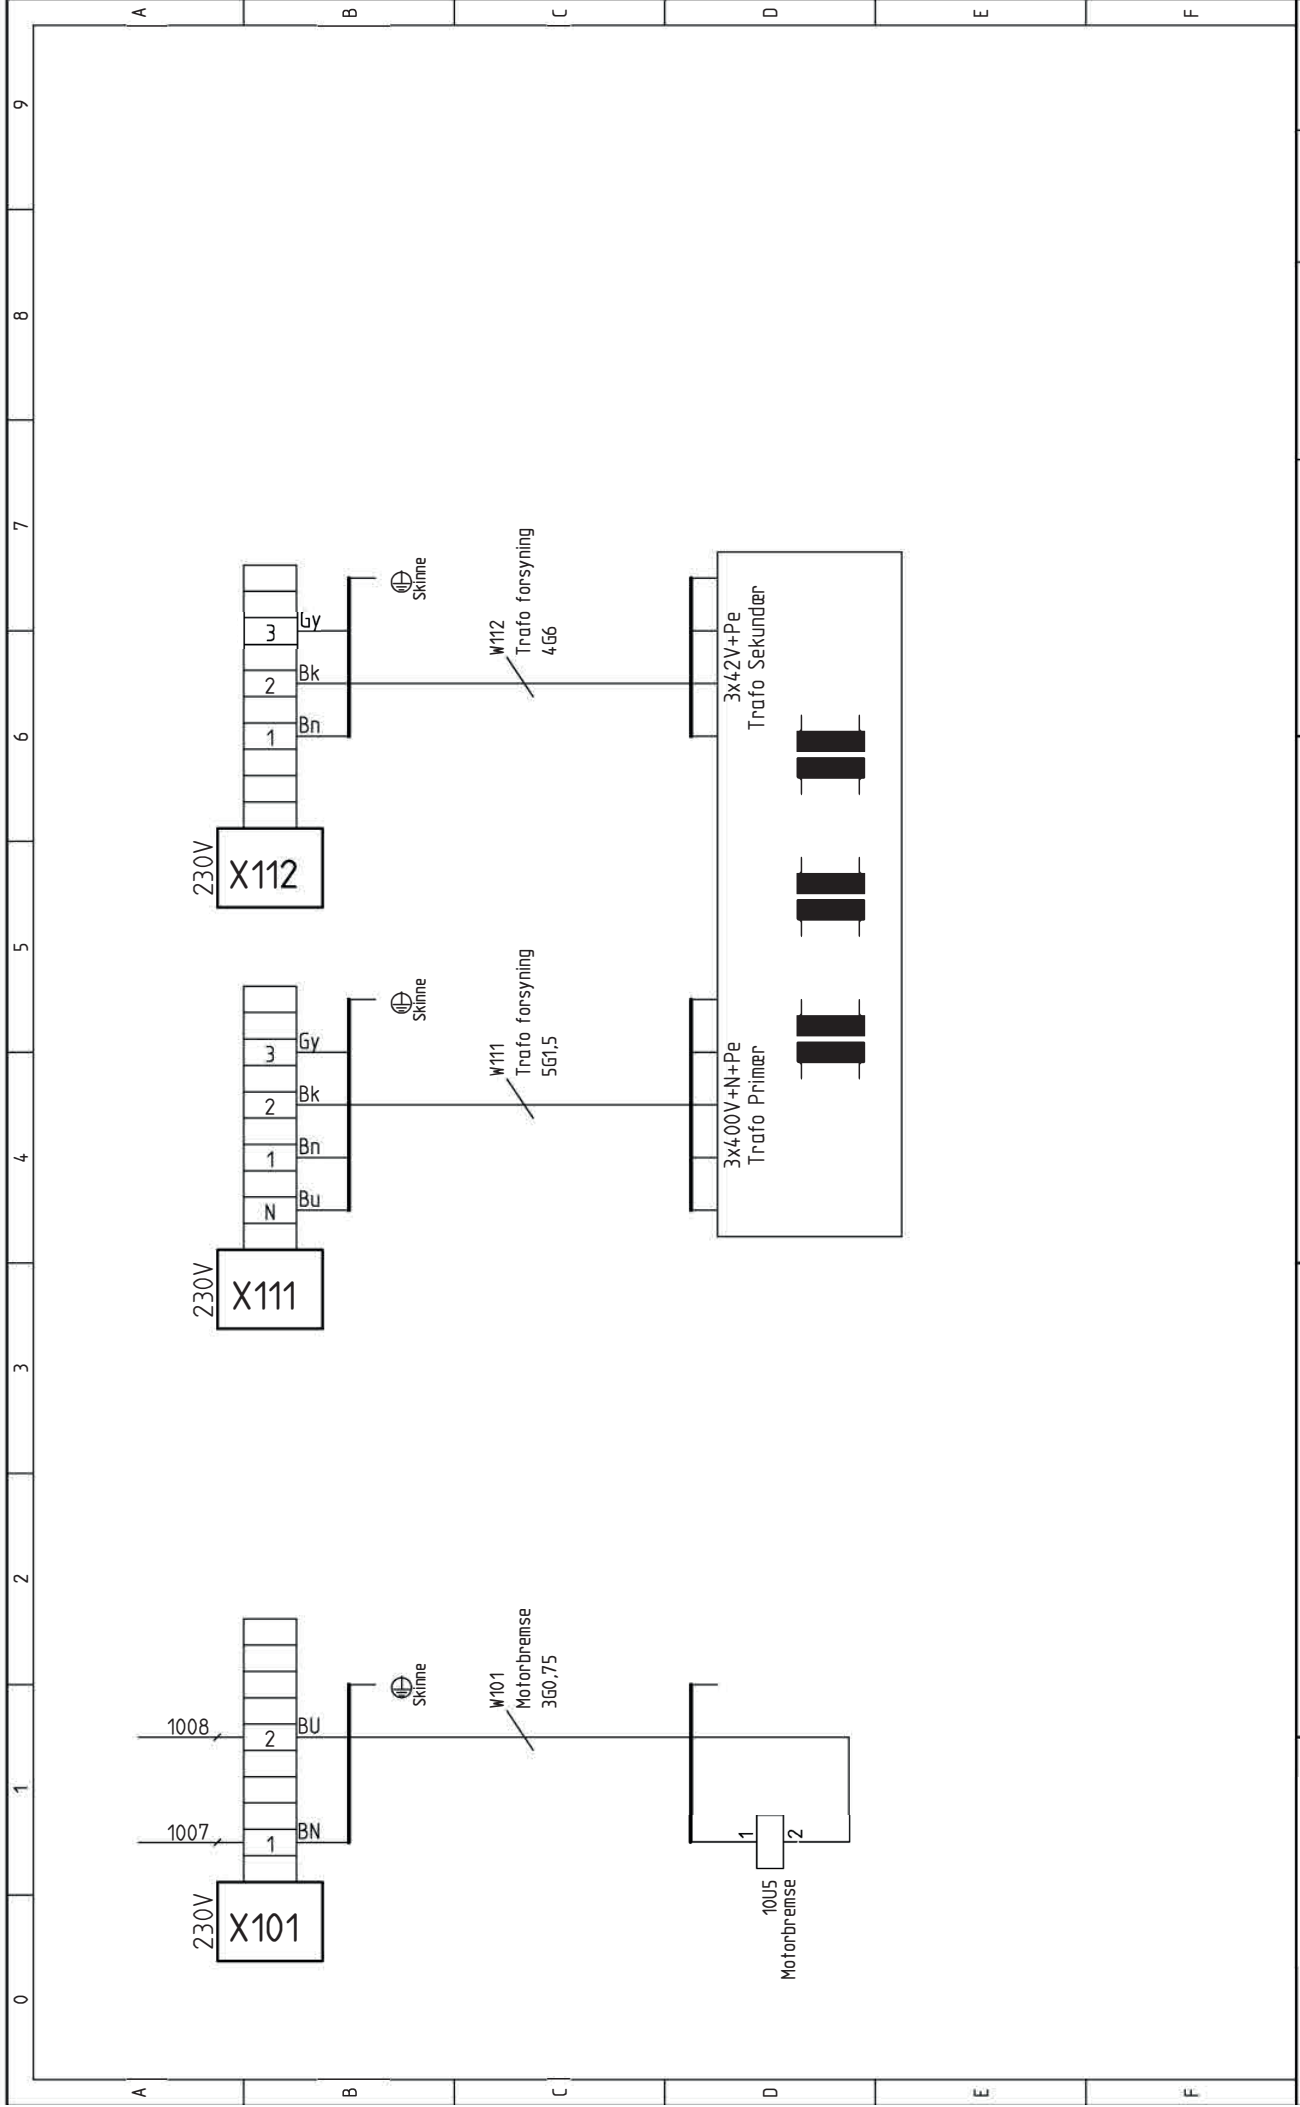 0 1 2 3 4 5 6 7 8 9
A
A
B
B
C
C
D
D
E
E
F
F
230V
X101
1007
1008
1
2
BN
BU
Skinne
W101
Motorbremse
3G0,75
10U5
Motorbremse
1
2
230V
X111
N
1
2
3
Bu
Bn
Bk
Gy
Skinne
W111
Trafo forsyning
5G1,5
3x400V+N+Pe
Trafo Primær
230V
X112
1
2
3
Bn
Bk
Gy
Skinne
W112
Trafo forsyning
4G6
3x42V+Pe
Trafo Sekundær